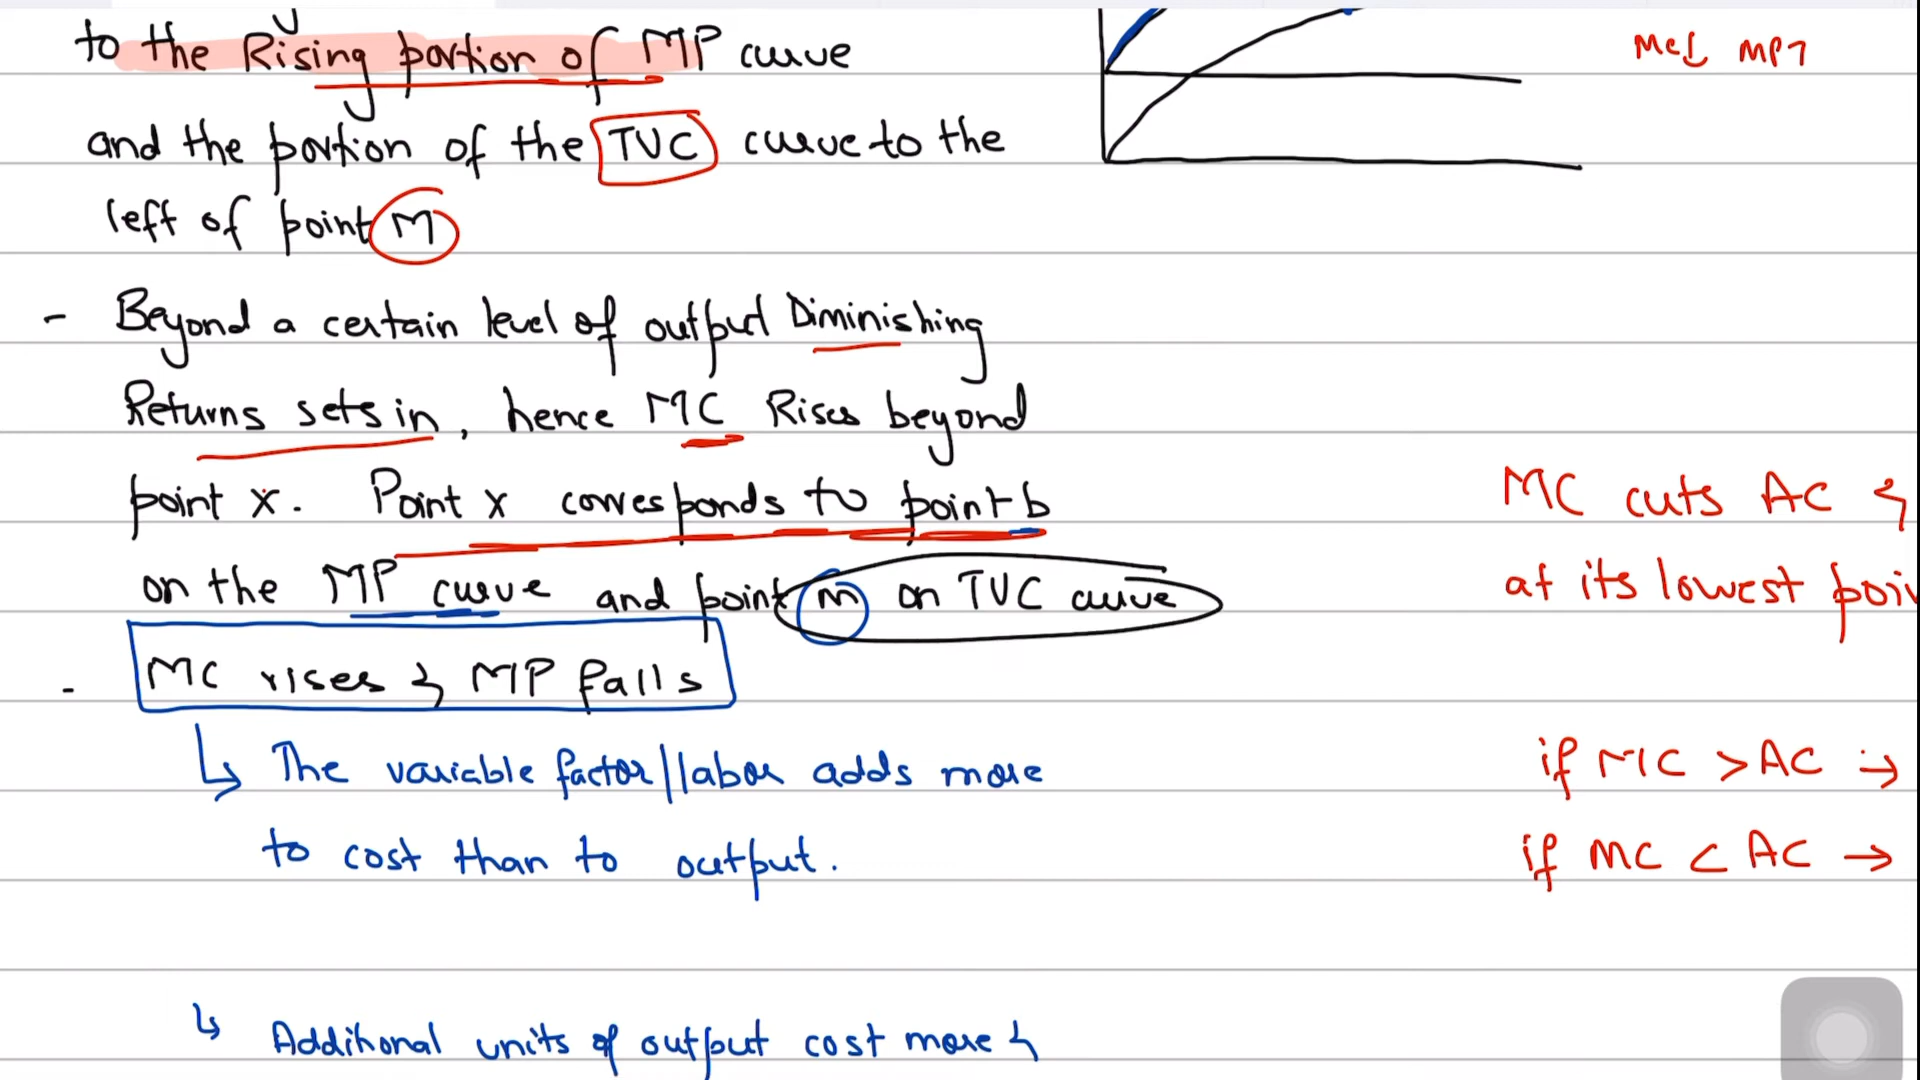 to the Rising portion of MP curve
and the portion of the TVC curve to the
left of point M
- Beyond a certain level of output Diminishing
Returns sets in, hence MC Rises beyond
point x. Point x corresponds to point b
on the MP curve and point m on TVC curve
- MC rises & MP falls
↳ The variable factor//labor adds more
to cost than to output.
↳ Additional units of output cost more &
MC↓ MP↑
MC cuts AC &
at its lowest poin
if MC > AC →
if MC < AC →